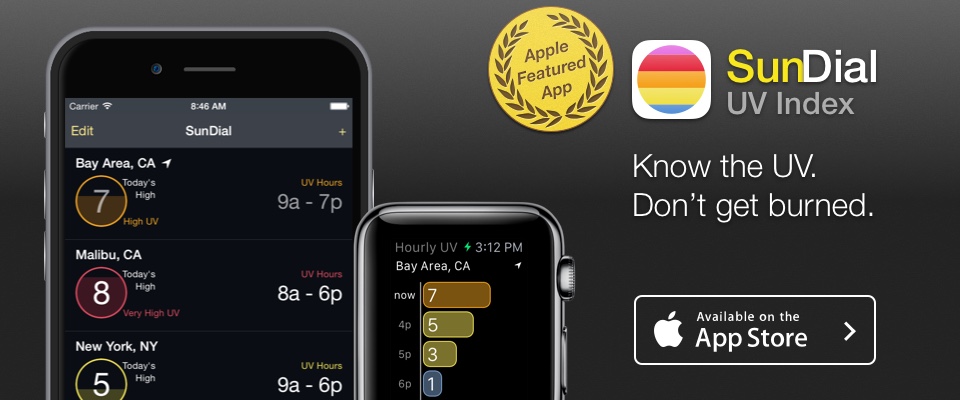 Carrier
8:46 AM
Edit
SunDial
+
Bay Area, CA
7
Today's
High
High UV
UV Hours
9a - 7p
Malibu, CA
8
Today's
High
Very High UV
UV Hours
8a - 6p
New York, NY
5
Today's
High
UV Hours
9a - 6p
Hourly UV
3:12 PM
Bay Area, CA
now 7
4p 5
5p 3
6p 1
Apple
Featured
App
SunDial
UV Index
Know the UV.
Don't get burned.
Available on the
App Store